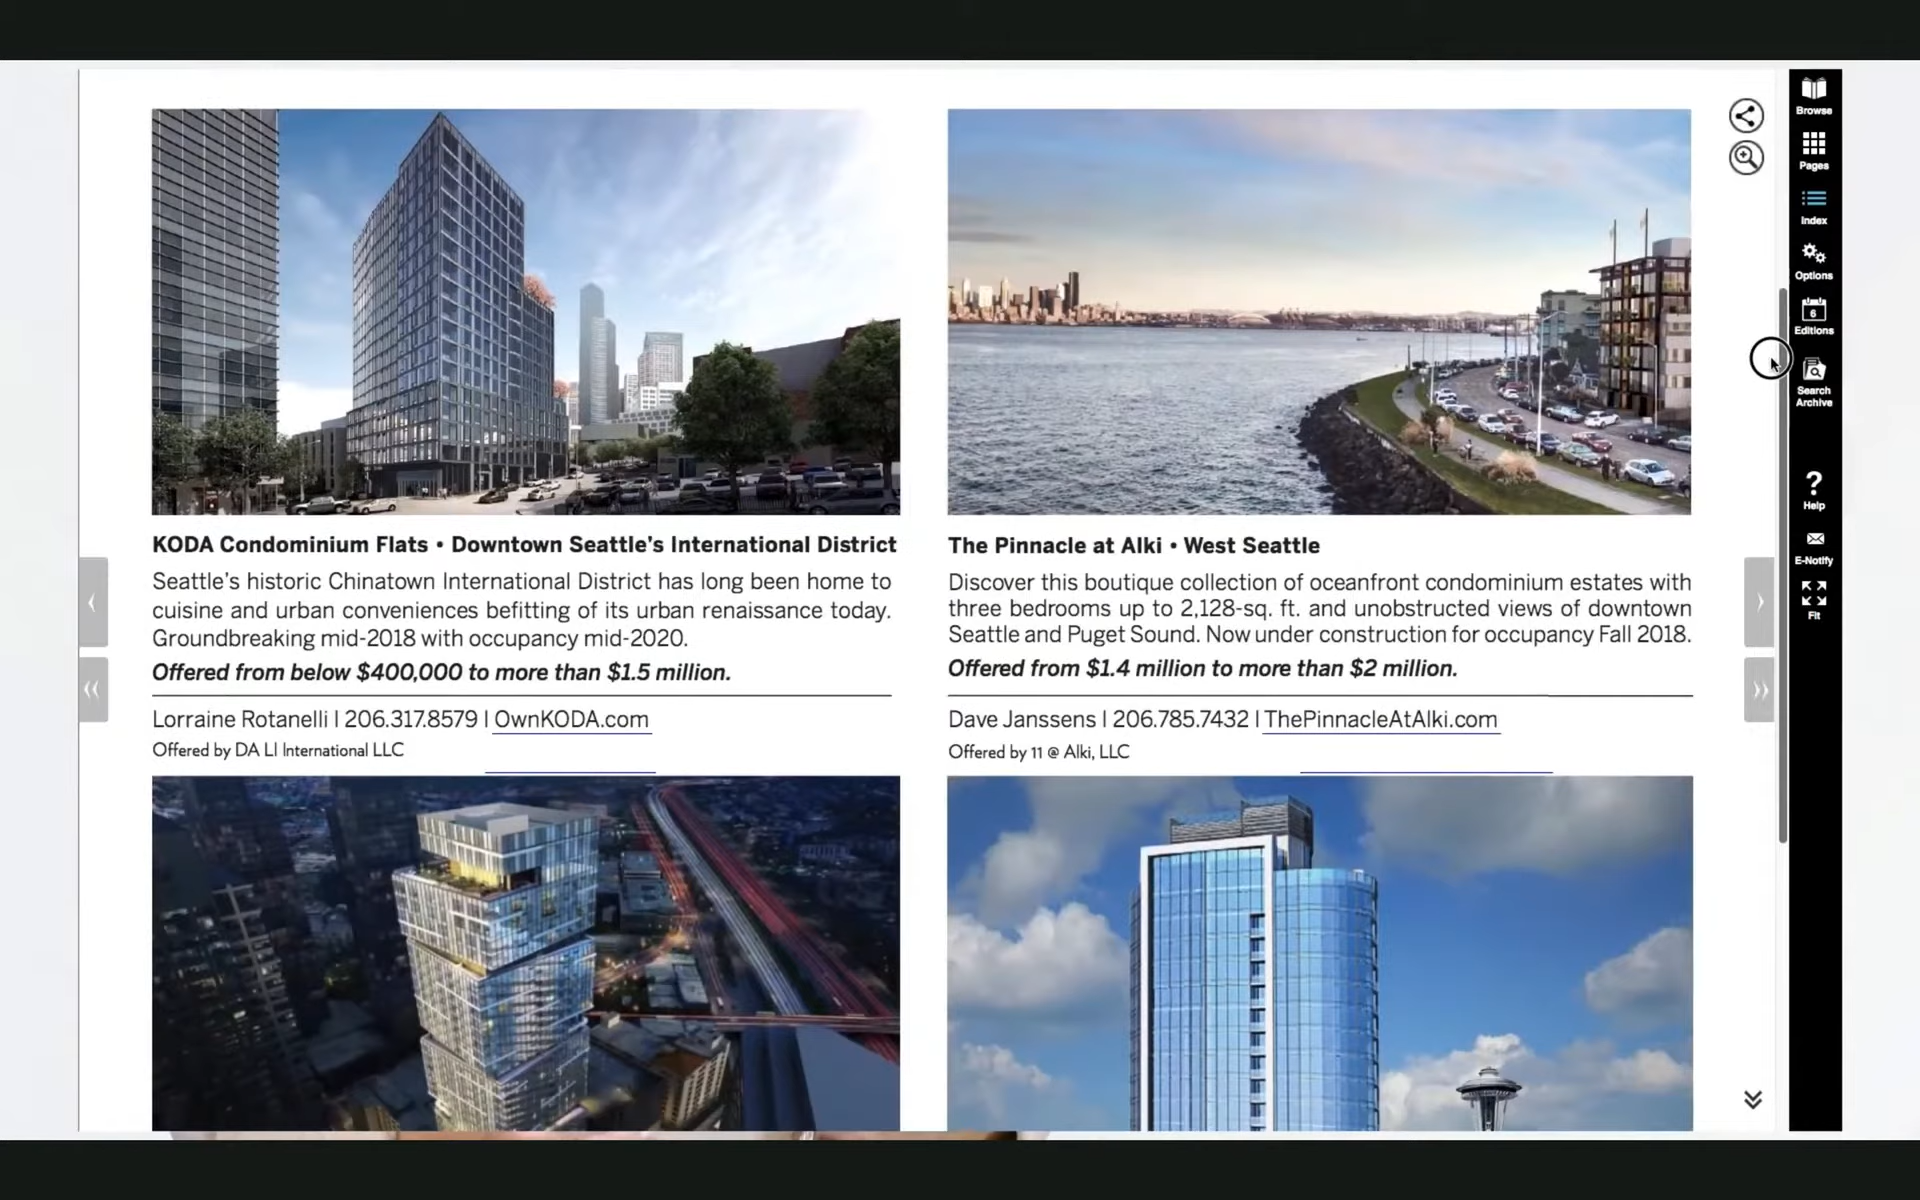 KODA Condominium Flats • Downtown Seattle's International District
Seattle's historic Chinatown International District has long been home to
cuisine and urban conveniences befitting of its urban renaissance today.
Groundbreaking mid-2018 with occupancy mid-2020.
Offered from below $400,000 to more than $1.5 million.
Lorraine Rotanelli | 206.317.8579 | OwnKODA.com
Offered by DA LI International LLC
The Pinnacle at Alki • West Seattle
Discover this boutique collection of oceanfront condominium estates with
three bedrooms up to 2,128-sq. ft. and unobstructed views of downtown
Seattle and Puget Sound. Now under construction for occupancy Fall 2018.
Offered from $1.4 million to more than $2 million.
Dave Janssens | 206.785.7432 | ThePinnacleAtAlki.com
Offered by 11 @ Alki, LLC
Browse
Pages
Index
Options
6
Editions
Search
Archive
?
Help
E-Notify
Fit